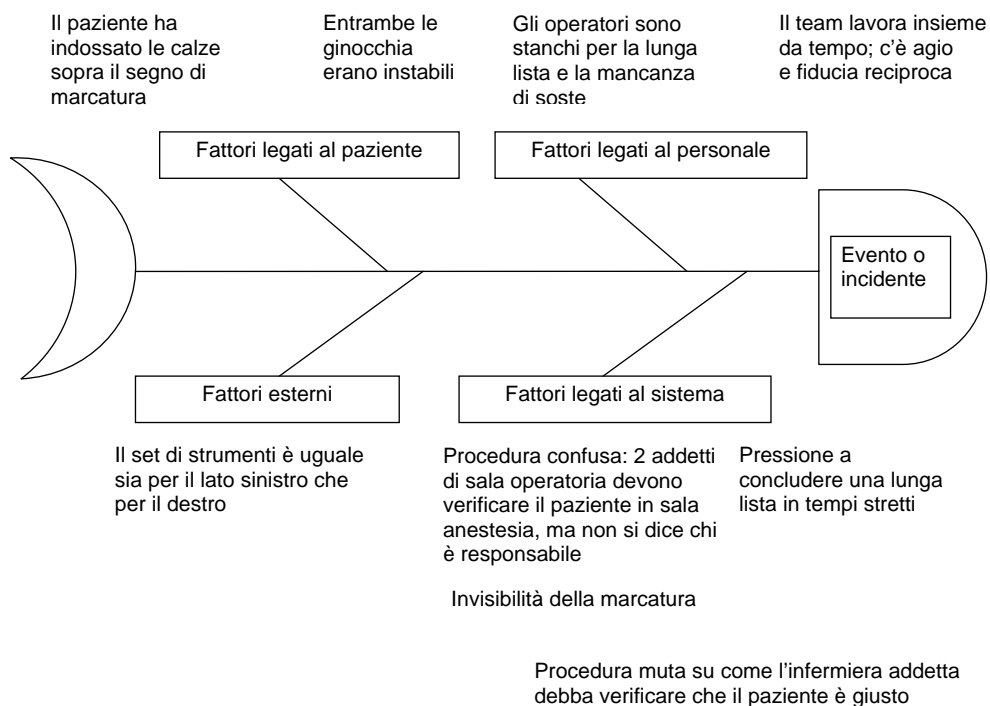 Il paziente ha
indossato le calze
sopra il segno di
marcatura
Entrambe le
ginocchia
erano instabili
Gli operatori sono
stanchi per la lunga
lista e la mancanza
di soste
Il team lavora insieme
da tempo; c’è agio
e fiducia reciproca
Fattori legati al paziente
Fattori legati al personale
Evento o
incidente
Fattori esterni
Fattori legati al sistema
Il set di strumenti è uguale
sia per il lato sinistro che
per il destro
Procedura confusa: 2 addetti
di sala operatoria devono
verificare il paziente in sala
anestesia, ma non si dice chi
è responsabile
Pressione a
concludere una lunga
lista in tempi stretti
Invisibilità della marcatura
Procedura muta su come l’infermiera addetta
debba verificare che il paziente è giusto